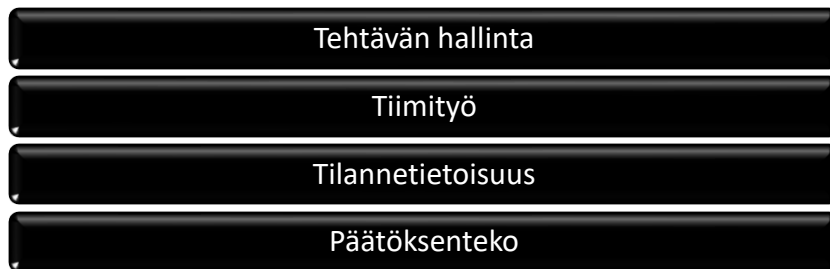 Tehtävän hallinta
Tiimityö
Tilannetietoisuus
Päätöksenteko